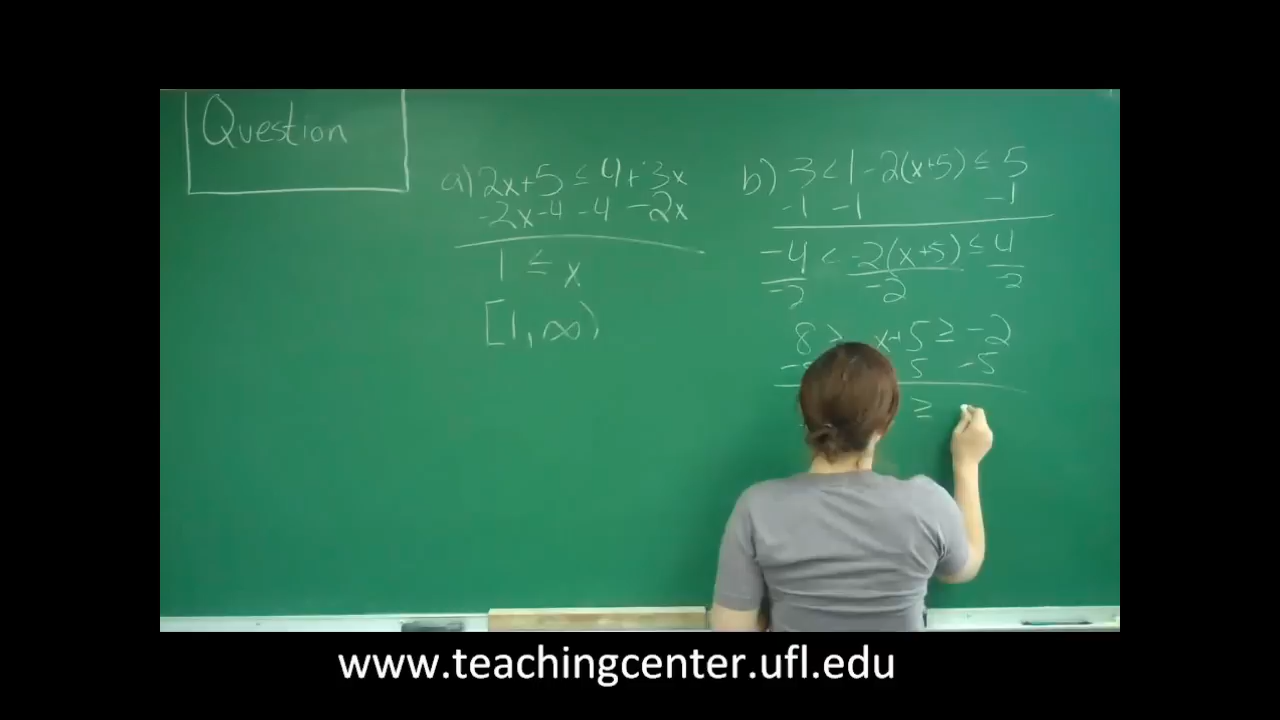 Question
a) 2x+5 ≤ 4+3x
-2x-4 -4 -2x
1 ≤ x
[1, ∞)
b) -3 < 1 -2(x+5) ≤ 5
-1 -1 -1
-4 < -2(x+5) ≤ 4
-2 -2 -2
8 ≥ x+5 ≥ -2
5 -5
≥
www.teachingcenter.ufl.edu